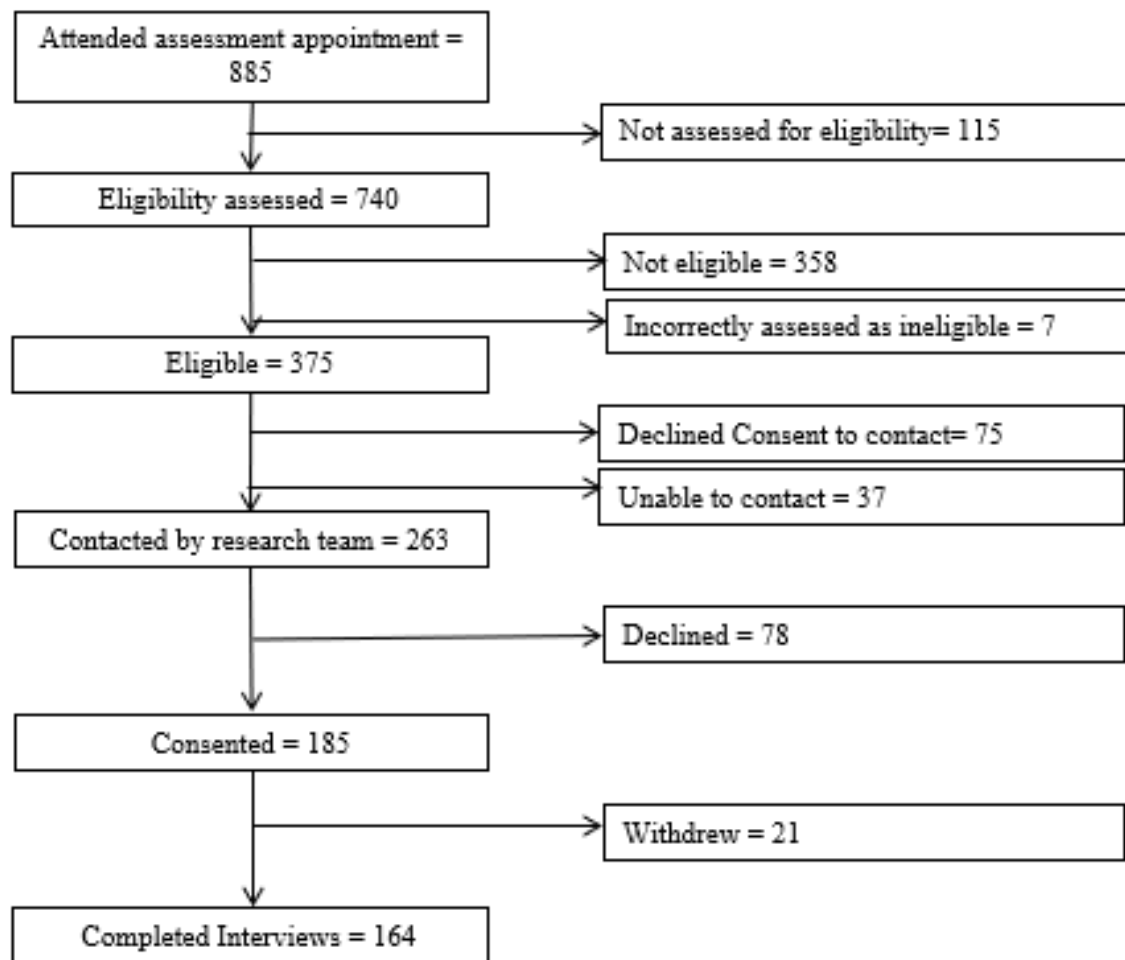 Attended assessment appointment =
885
Not assessed for eligibility= 115
Eligibility assessed = 740
Not eligible = 358
Incorrectly assessed as ineligible = 7
Eligible = 375
Declined Consent to contact= 75
Unable to contact = 37
Contacted by research team = 263
Declined = 78
Consented = 185
Withdrew = 21
Completed Interviews = 164